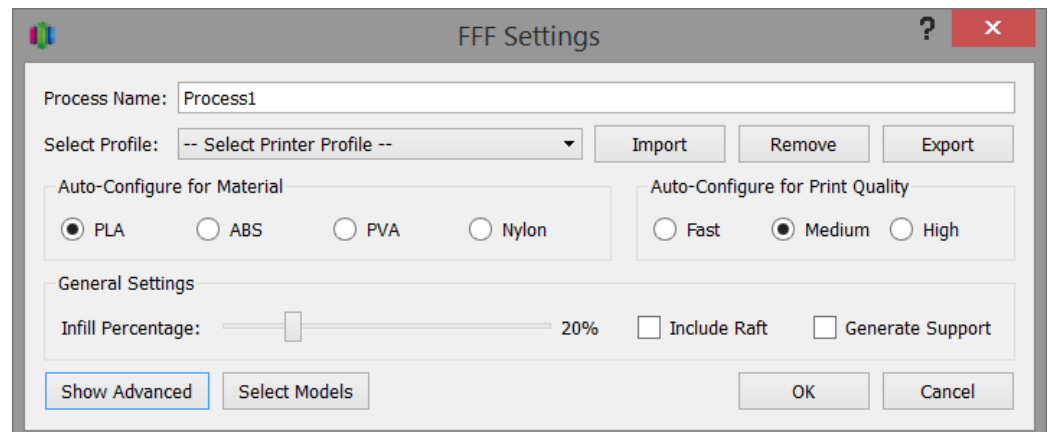 FFF Settings
?
Process Name: Process1
Select Profile: -- Select Printer Profile -- Import Remove Export
Auto-Configure for Material Auto-Configure for Print Quality
PLA ABS PVA Nylon Fast Medium High
General Settings
Infill Percentage: 20% Include Raft Generate Support
Show Advanced Select Models OK Cancel